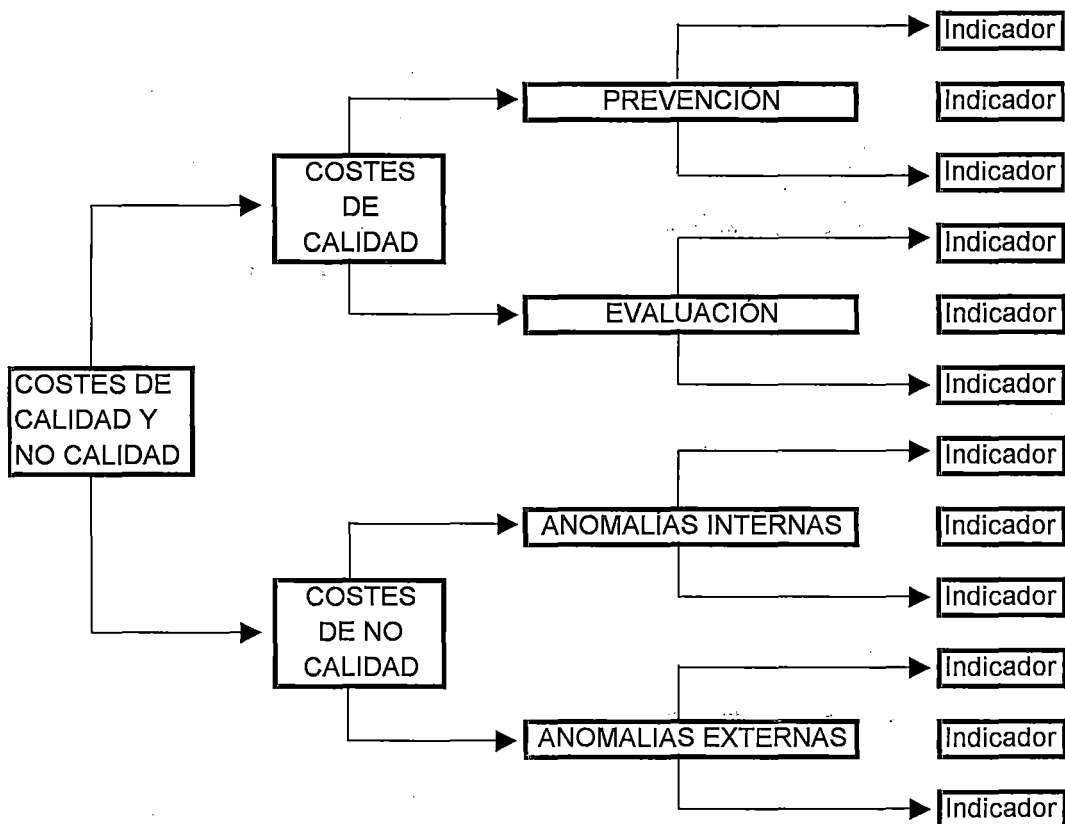 Indicador
PREVENCIÓN
Indicador
Indicador
COSTES
DE
CALIDAD
Indicador
EVALUACIÓN
Indicador
Indicador
COSTES DE
CALIDAD Y
NO CALIDAD
Indicador
ANOMALÍAS INTERNAS
Indicador
Indicador
COSTES
DE NO
CALIDAD
Indicador
ANOMALIAS EXTERNAS
Indicador
Indicador